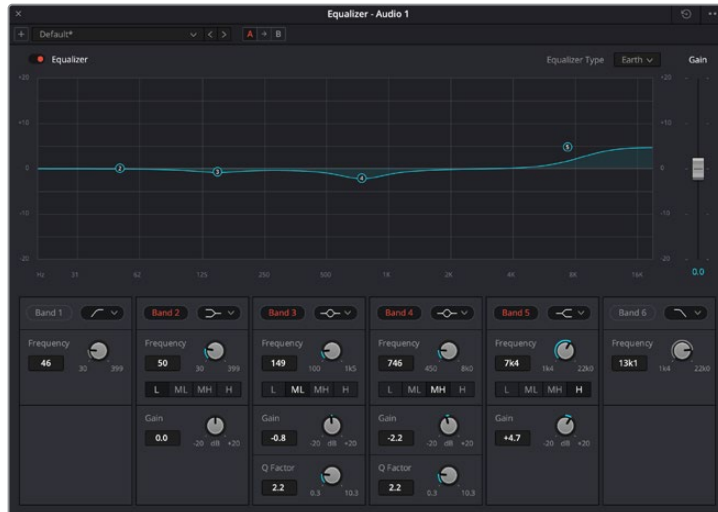 Equalizer - Audio 1
Default*
A B
Equalizer
Equalizer Type Earth Gain
+20 +20
2 3 4 5
+10 +10
0 0
-10 -10
-20 -20
Hz 31 62 125 250 500 1K 2K 4K 8K 16K
0.0
Band 1 Band 2 Band 3 Band 4 Band 5 Band 6
Frequency Frequency Frequency Frequency Frequency Frequency
46 30 399 50 30 399 149 100 1k5 746 450 8k0 7k4 1k4 22k0 13k1 1k4 22k0
L ML MH H L ML MH H L ML MH H L ML MH H
Gain Gain Gain Gain
0.0 -20 dB +20 -0.8 -20 dB +20 -2.2 -20 dB +20 +4.7 -20 dB +20
Q Factor Q Factor
2.2 0.3 10.3 2.2 0.3 10.3